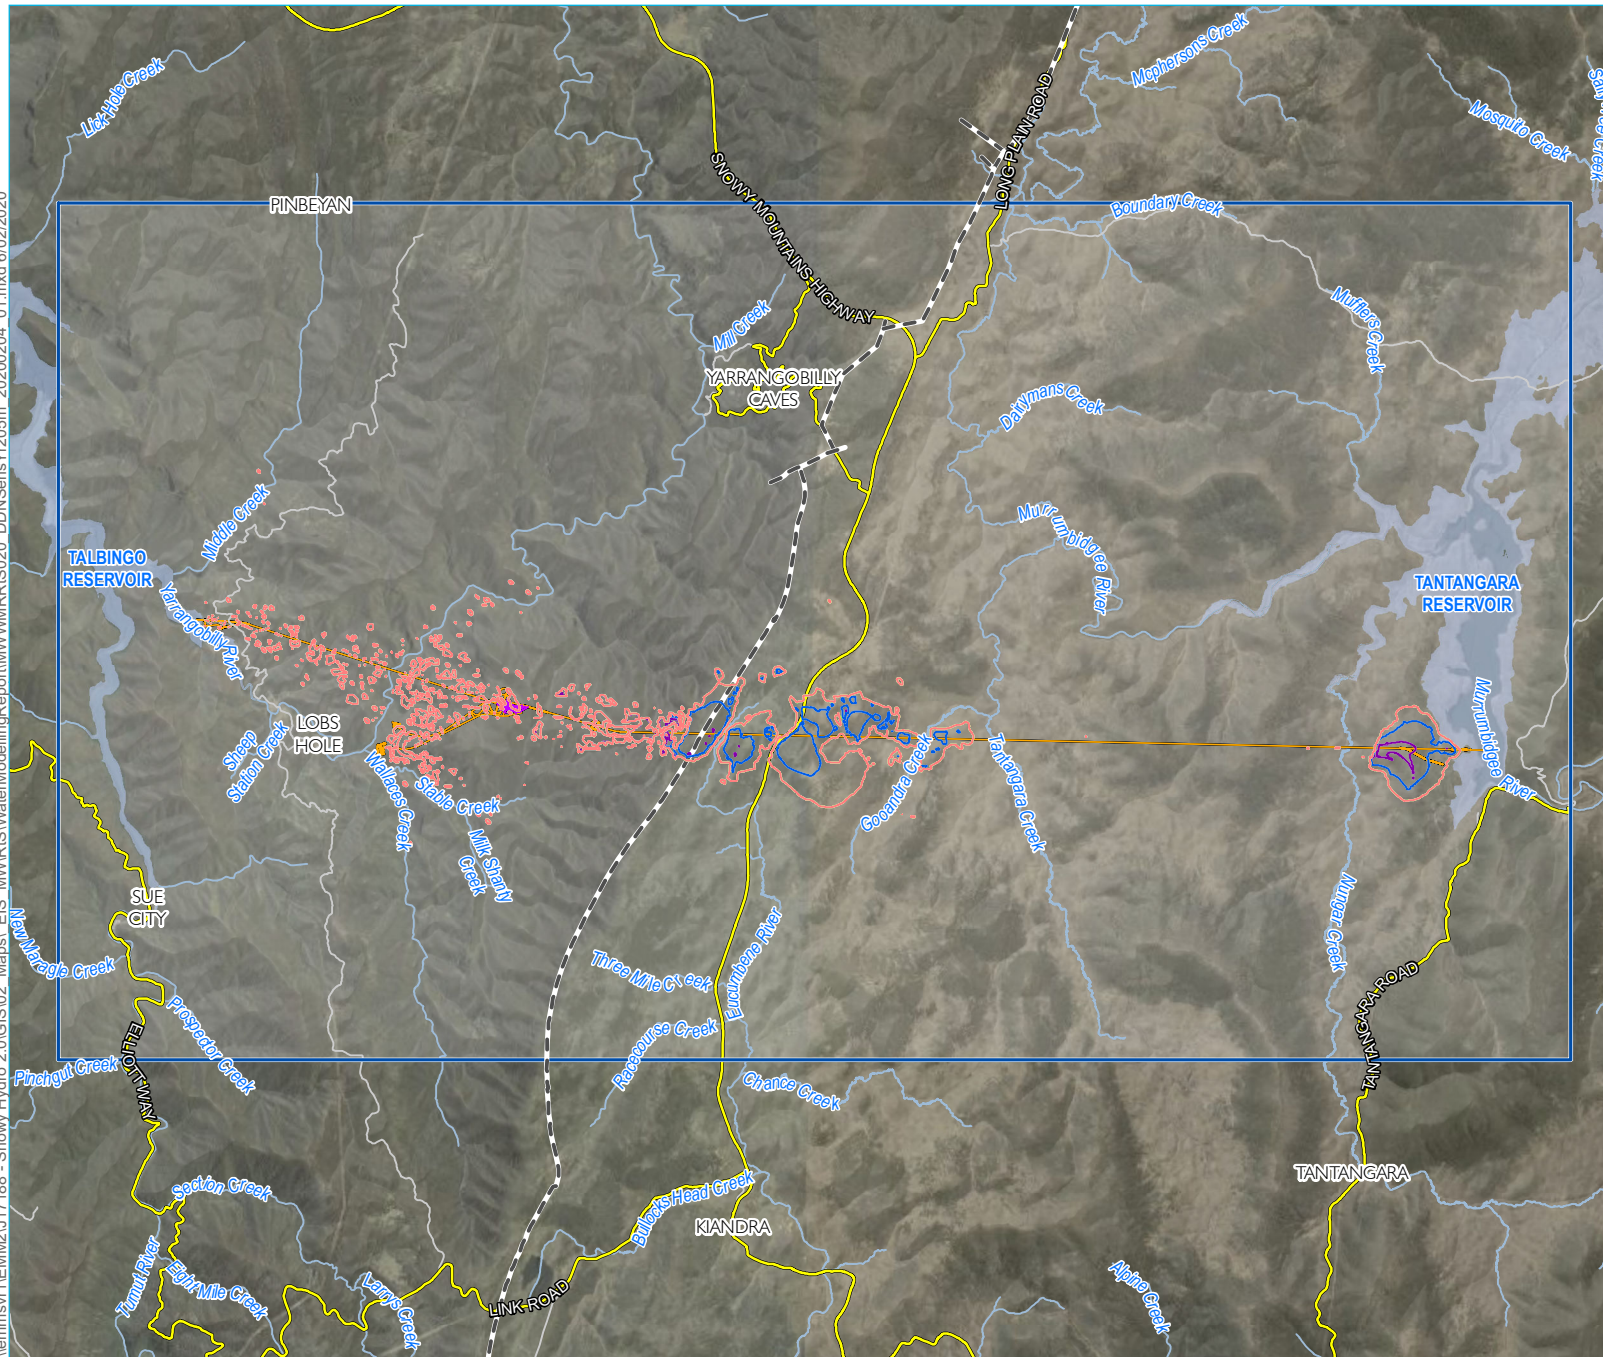 Lick Hole Creek
Mcphersons Creek
Mosquito Creek
LONG PLAIN ROAD
SNOWY MOUNTAINS HIGHWAY
PINBEYAN
Boundary Creek
Mufflers Creek
Mill Creek
YARRANGOBILLY
CAVES
Dairymans Creek
Murrumbidgee River
Middle Creek
TALBINGO
RESERVOIR
TANTANGARA
RESERVOIR
Yarrangobilly River
LOBS
HOLE
Sheep
Station Creek
Wallaces Creek
Stable Creek
Milk Shanty
Creek
Gooandra Creek
Tantangara Creek
Murrumbidgee River
Nungar Creek
SUE
CITY
New Maragle Creek
Three Mile Creek
Eucumbene River
Racecourse Creek
TANTANGARA ROAD
Prospector Creek
Pinchgut Creek
ELLIOTT WAY
Chance Creek
Section Creek
Bullocks Head Creek
KIANDRA
TANTANGARA
Tumut River
Eight Mile Creek
Larrys Creek
LINK ROAD
Alpine Creek